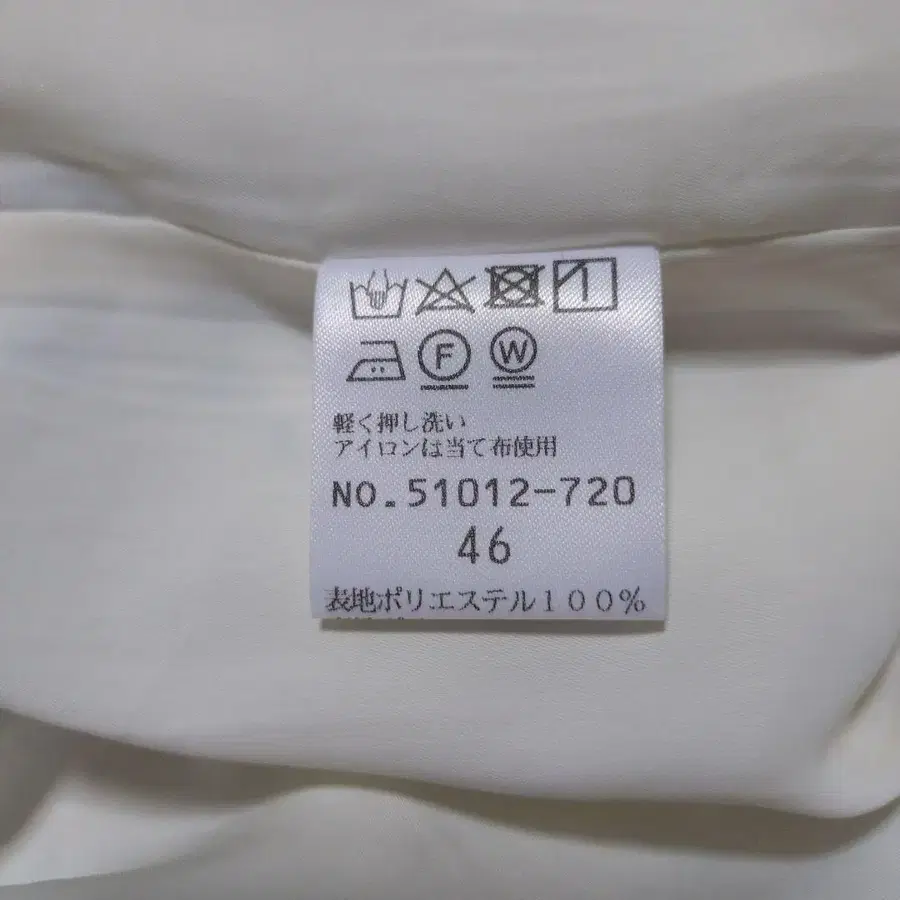 F W
軽く押し洗い
アイロンは当て布使用
NO.51012-720
46
表地ポリエステル100%